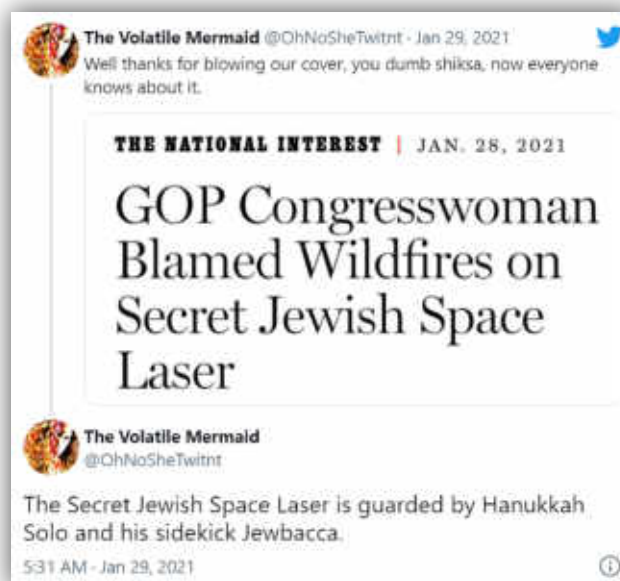 The Volatile Mermaid @OhNoSheTwitnt · Jan 29, 2021
Well thanks for blowing our cover, you dumb shiksa, now everyone
knows about it.
THE NATIONAL INTEREST | JAN. 28, 2021
GOP Congresswoman
Blamed Wildfires on
Secret Jewish Space
Laser
The Volatile Mermaid
@OhNoSheTwitnt
The Secret Jewish Space Laser is guarded by Hanukkah
Solo and his sidekick Jewbacca.
5:31 AM · Jan 29, 2021